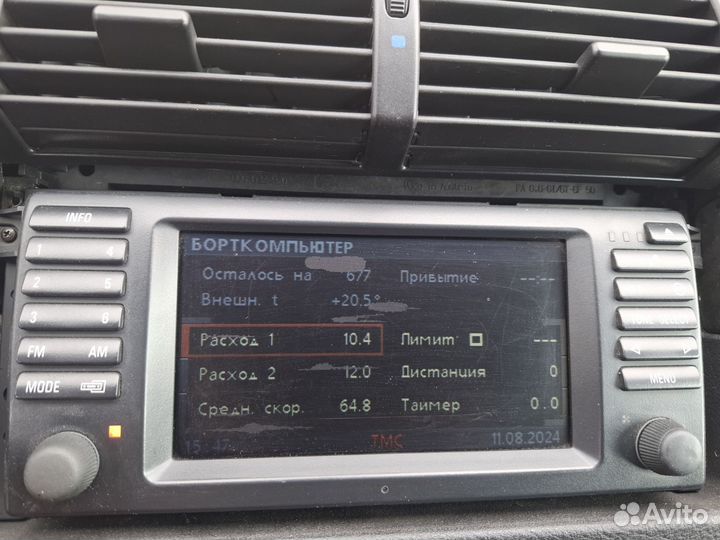 INFO
1 4
2 5
3 6
FM AM
MODE
TONE SELECT
MENU
БОРТКОМПЬЮТЕР
Осталось на 677 Прибытие --:--
Внешн. t +20.5°
Расход 1 10.4 Лимит ---
Расход 2 12.0 Дистанция 0
Средн. скор. 64.8 Таймер 0.0
15:47 TMC 11.08.2024
Avito